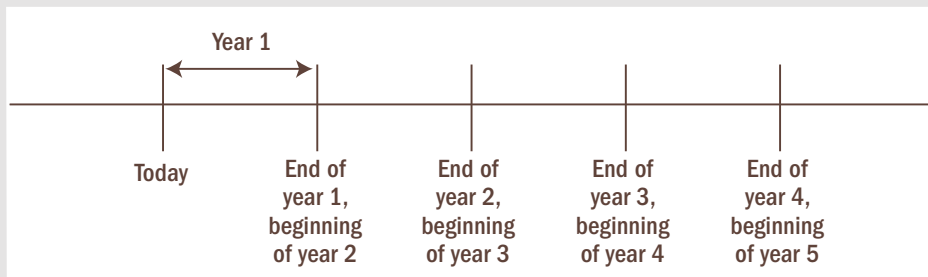 Year 1
Today
End of
year 1,
beginning
of year 2
End of
year 2,
beginning
of year 3
End of
year 3,
beginning
of year 4
End of
year 4,
beginning
of year 5